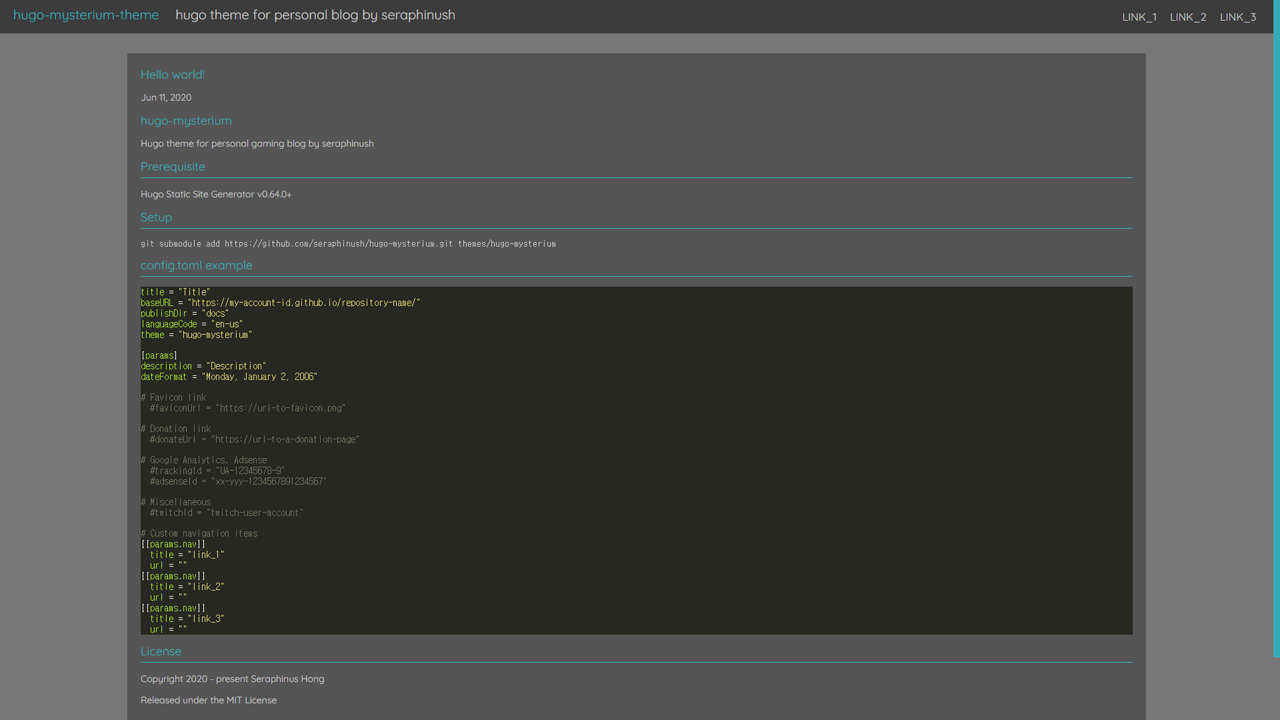 hugo-mysterium-theme hugo theme for personal blog by seraphinush LINK_1 LINK_2 LINK_3
Hello world!
Jun 11, 2020
hugo-mysterium
Hugo theme for personal gaming blog by seraphinush
Prerequisite
Hugo Static Site Generator v0.64.0+
Setup
git submodule add https://github.com/seraphinush/hugo-mysterium.git themes/hugo-mysterium
config.toml example
title = "Title"
baseURL = "https://my-account-id.github.io/repository-name/"
publishDir = "docs"
languageCode = "en-us"
theme = "hugo-mysterium"
[params]
description = "Description"
dateFormat = "Monday, January 2, 2006"
# Favicon link
#faviconUrl = "https://url-to-favicon.png"
# Donation link
#donateUrl = "https://url-to-a-donation-page"
# Google Analytics, Adsense
#trackingId = "UA-12345678-9"
#adsenseId = "xx-yyy-1234567891234567"
# Miscellaneous
#twitchId = "twitch-user-account"
# Custom navigation items
[[params.nav]]
title = "link_1"
url = ""
[[params.nav]]
title = "link_2"
url = ""
[[params.nav]]
title = "link_3"
url = ""
License
Copyright 2020 - present Seraphinus Hong
Released under the MIT License